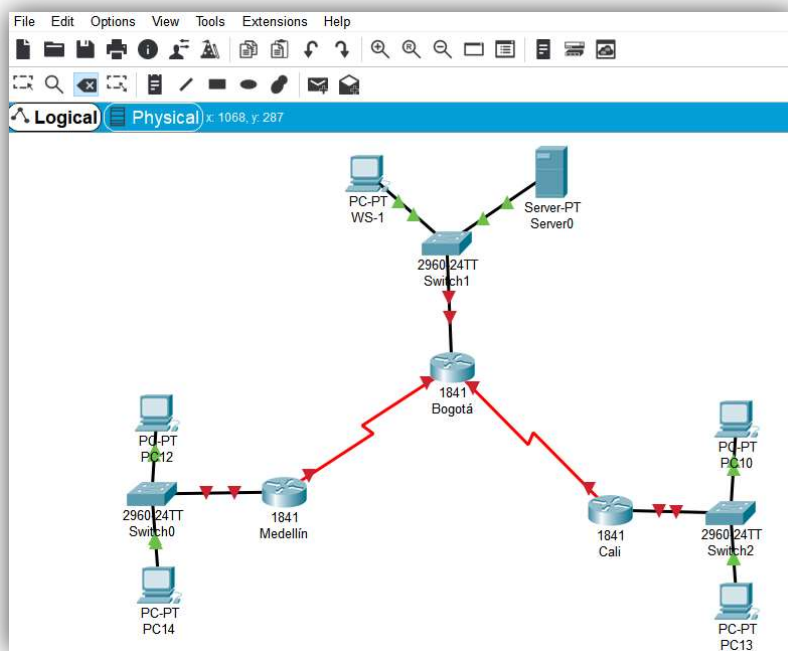 File Edit Options View Tools Extensions Help
Logical Physical x: 1068, y: 287
PC-PT
WS-1
Server-PT
Server0
2960-24TT
Switch1
1841
Bogotá
PC-PT
PC12
2960-24TT
Switch0
1841
Medellín
PC-PT
PC14
PC-PT
PC10
1841
Cali
2960-24TT
Switch2
PC-PT
PC13